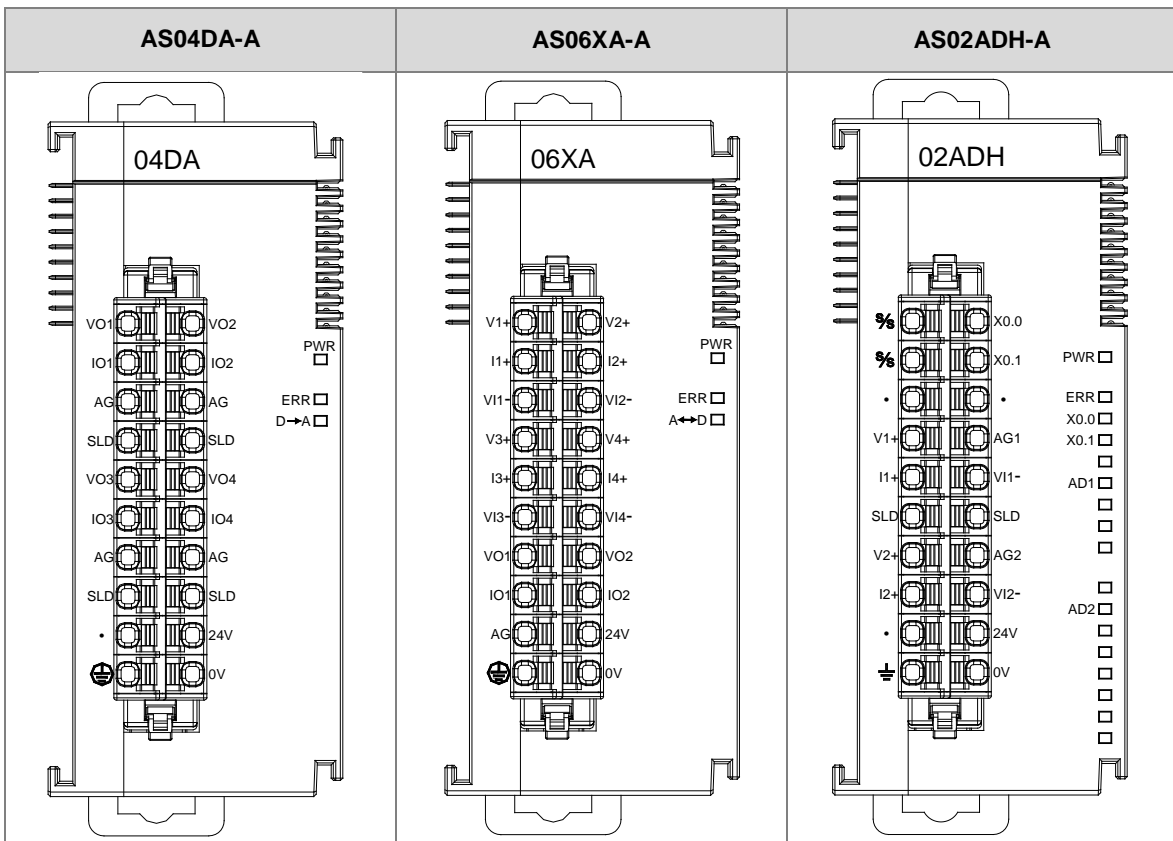 AS04DA-A AS06XA-A AS02ADH-A
04DA
VO1 VO2
IO1 IO2
AG AG
SLD SLD
VO3 VO4
IO3 IO4
AG AG
SLD SLD
• 24V
0V
PWR
ERR
D→A
06XA
V1+ V2+
I1+ I2+
VI1- VI2-
V3+ V4+
I3+ I4+
VI3- VI4-
VO1 VO2
IO1 IO2
AG 24V
0V
PWR
ERR
A↔D
02ADH
S/S X0.0
S/S X0.1
• •
V1+ AG1
I1+ VI1-
SLD SLD
V2+ AG2
I2+ VI2-
• 24V
0V
PWR
ERR
X0.0
X0.1
AD1
AD2